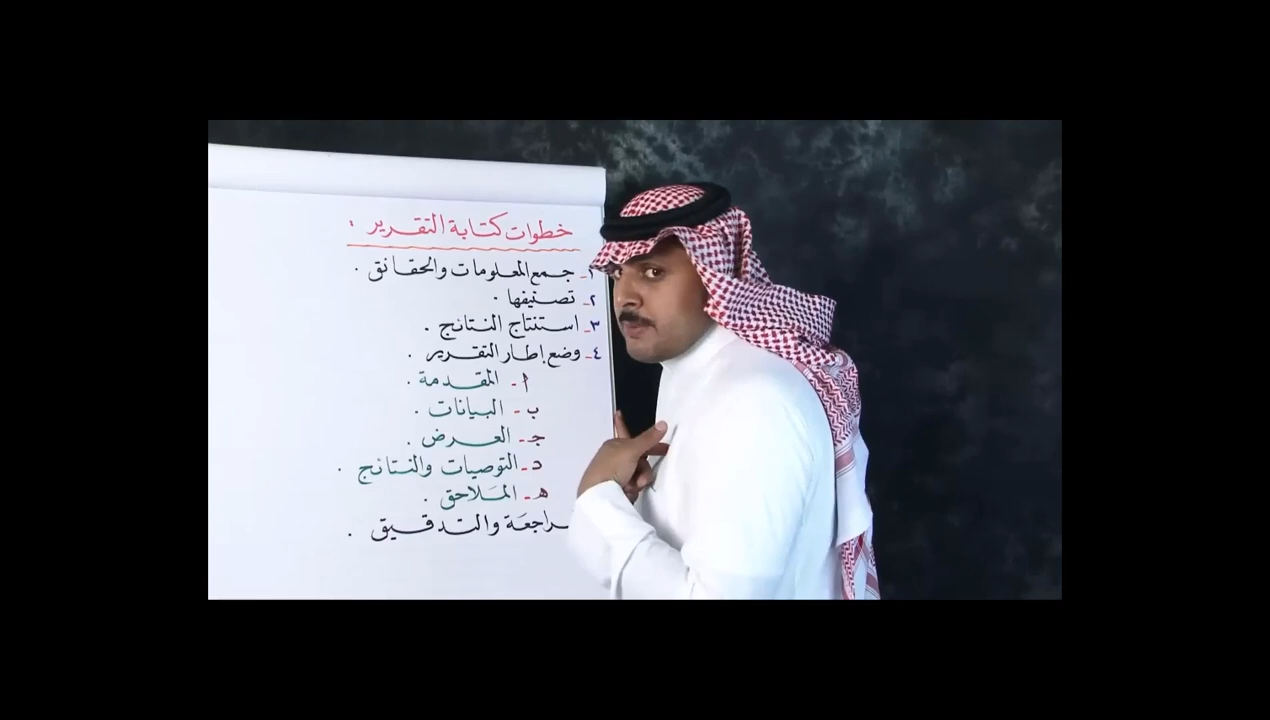 خطوات كتابة التقرير :
١- جمع المعلومات والحقائق .
٢- تصنيفها .
٣- استنتاج النتائج .
٤- وضع إطار التقرير .
أ- المقدمة .
ب- البيانات .
جـ- العرض .
د- التوصيات والنتائج .
هـ- الملاحق .
والتدقيق .